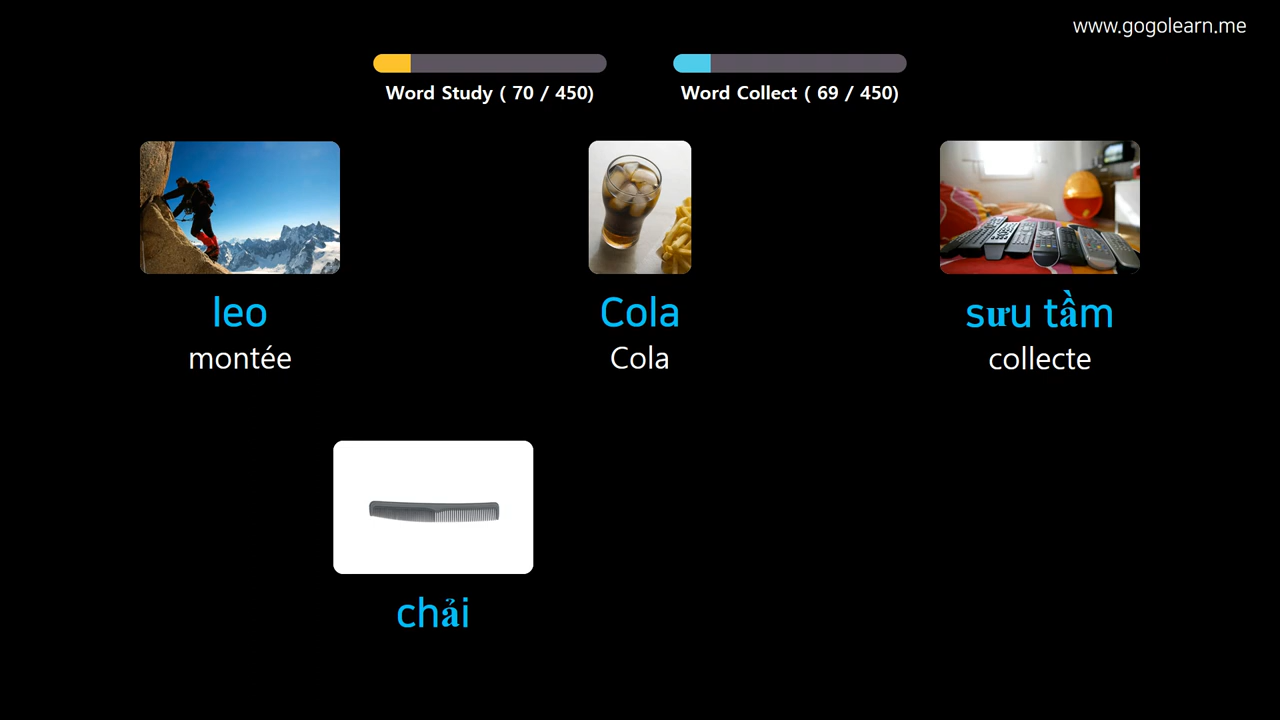 www.gogolearn.me
Word Study ( 70 / 450)
Word Collect ( 69 / 450)
leo
montée
Cola
Cola
sưu tầm
collecte
chải